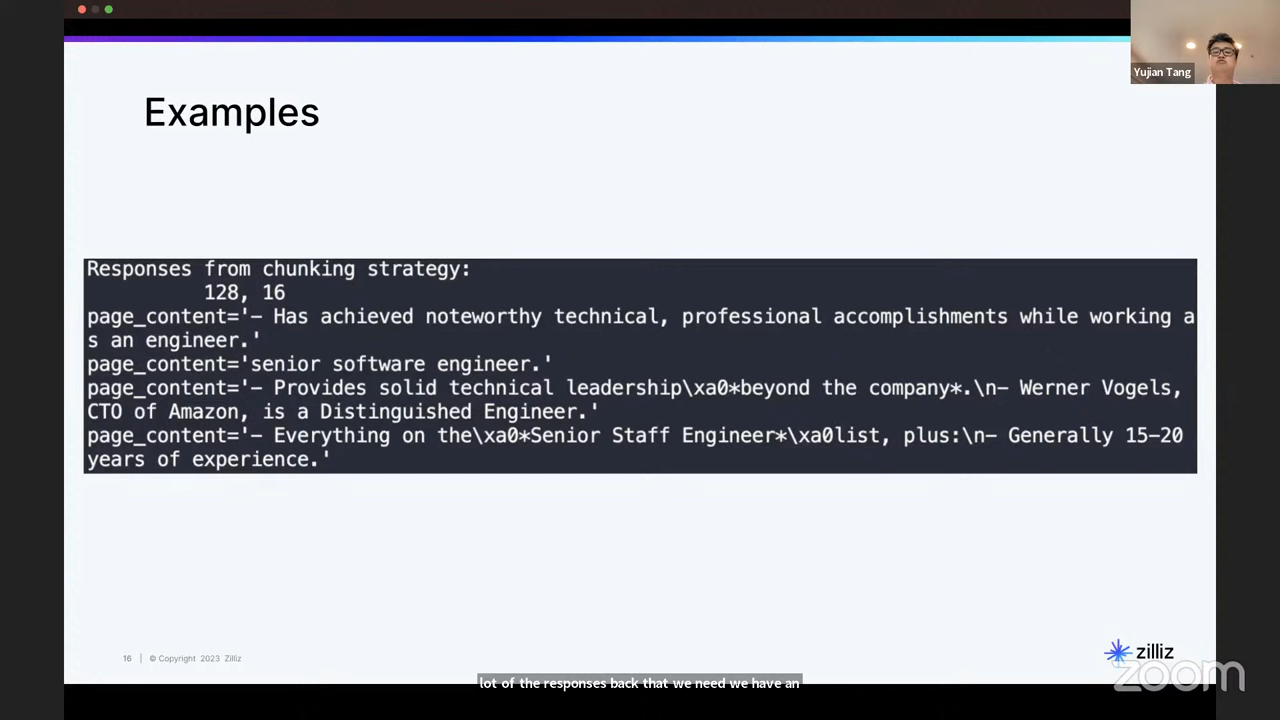 Yujian Tang
Examples
Responses from chunking strategy:
128, 16
page_content='- Has achieved noteworthy technical, professional accomplishments while working a
s an engineer.'
page_content='senior software engineer.'
page_content='- Provides solid technical leadership\xa0*beyond the company*.\n- Werner Vogels,
CTO of Amazon, is a Distinguished Engineer.'
page_content='- Everything on the\xa0*Senior Staff Engineer*\xa0list, plus:\n- Generally 15-20
years of experience.'
16 | © Copyright 2023 Zilliz
zilliz
zoom
lot of the responses back that we need we have an